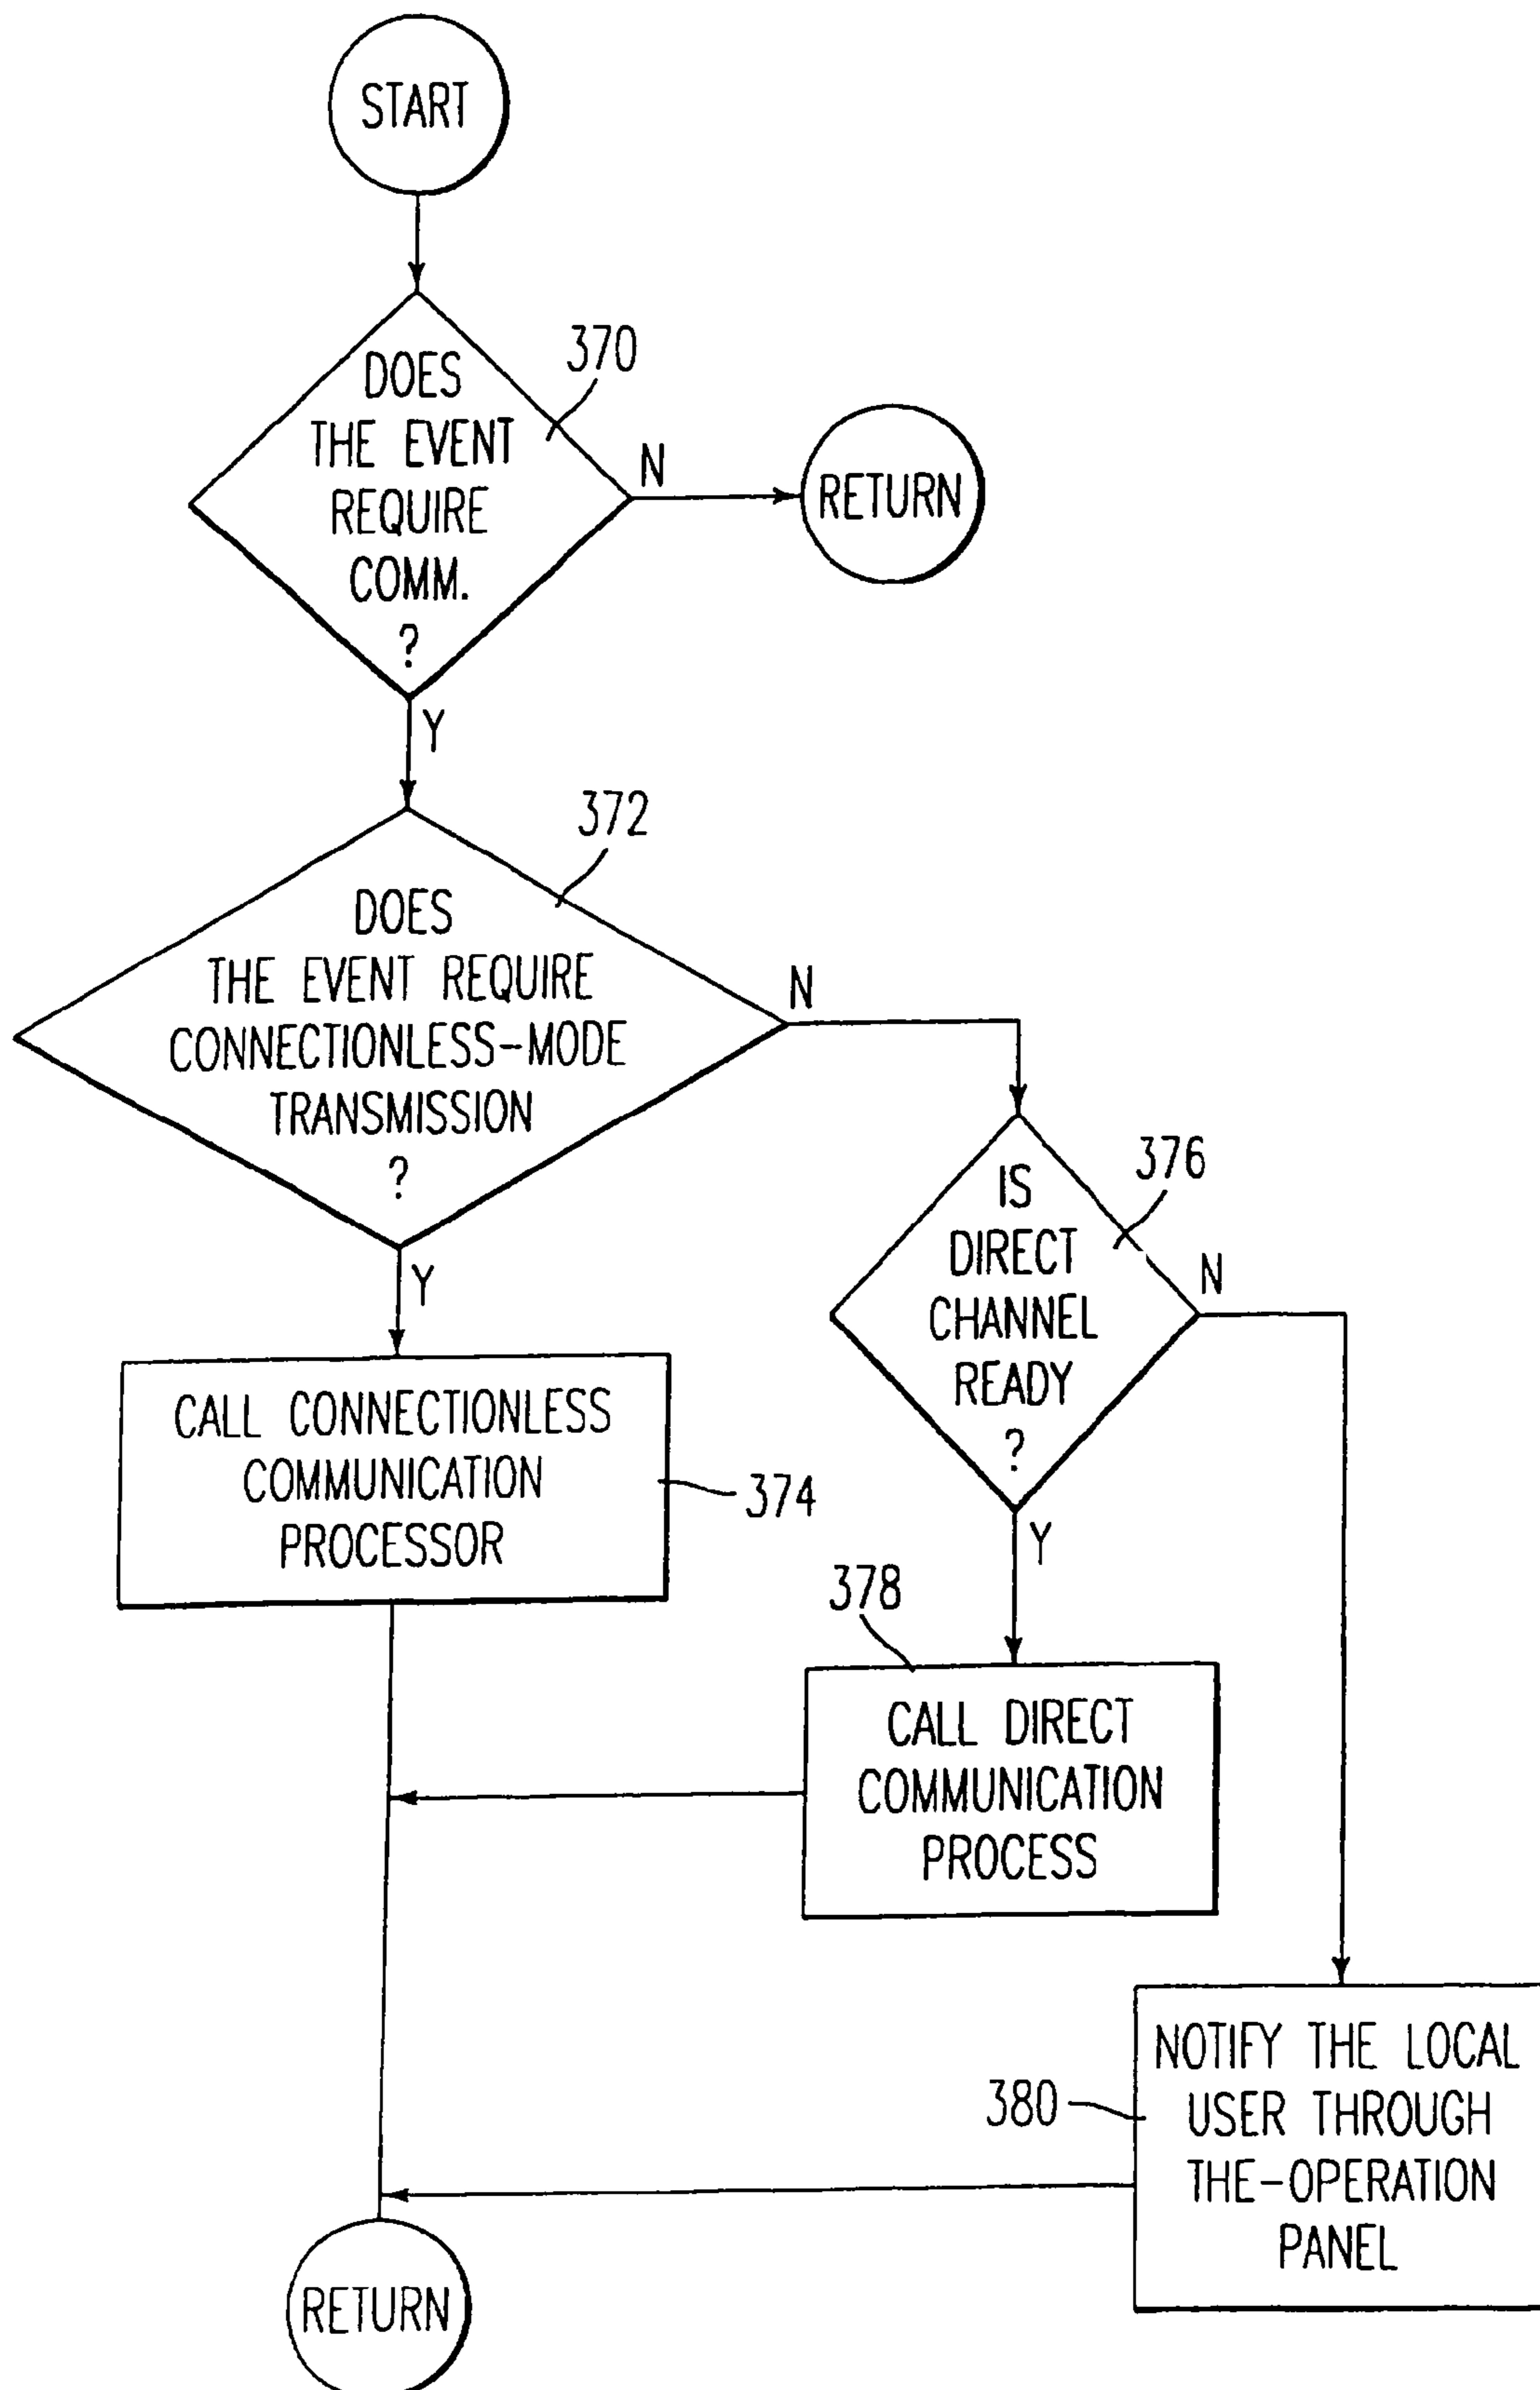 START
370
DOES
THE EVENT
REQUIRE
COMM.
?
N
RETURN
Y
372
DOES
THE EVENT REQUIRE
CONNECTIONLESS-MODE
TRANSMISSION
?
N
Y
376
IS
DIRECT
CHANNEL
READY
?
N
Y
CALL CONNECTIONLESS
COMMUNICATION
PROCESSOR
374
378
CALL DIRECT
COMMUNICATION
PROCESS
380
NOTIFY THE LOCAL
USER THROUGH
THE-OPERATION
PANEL
RETURN